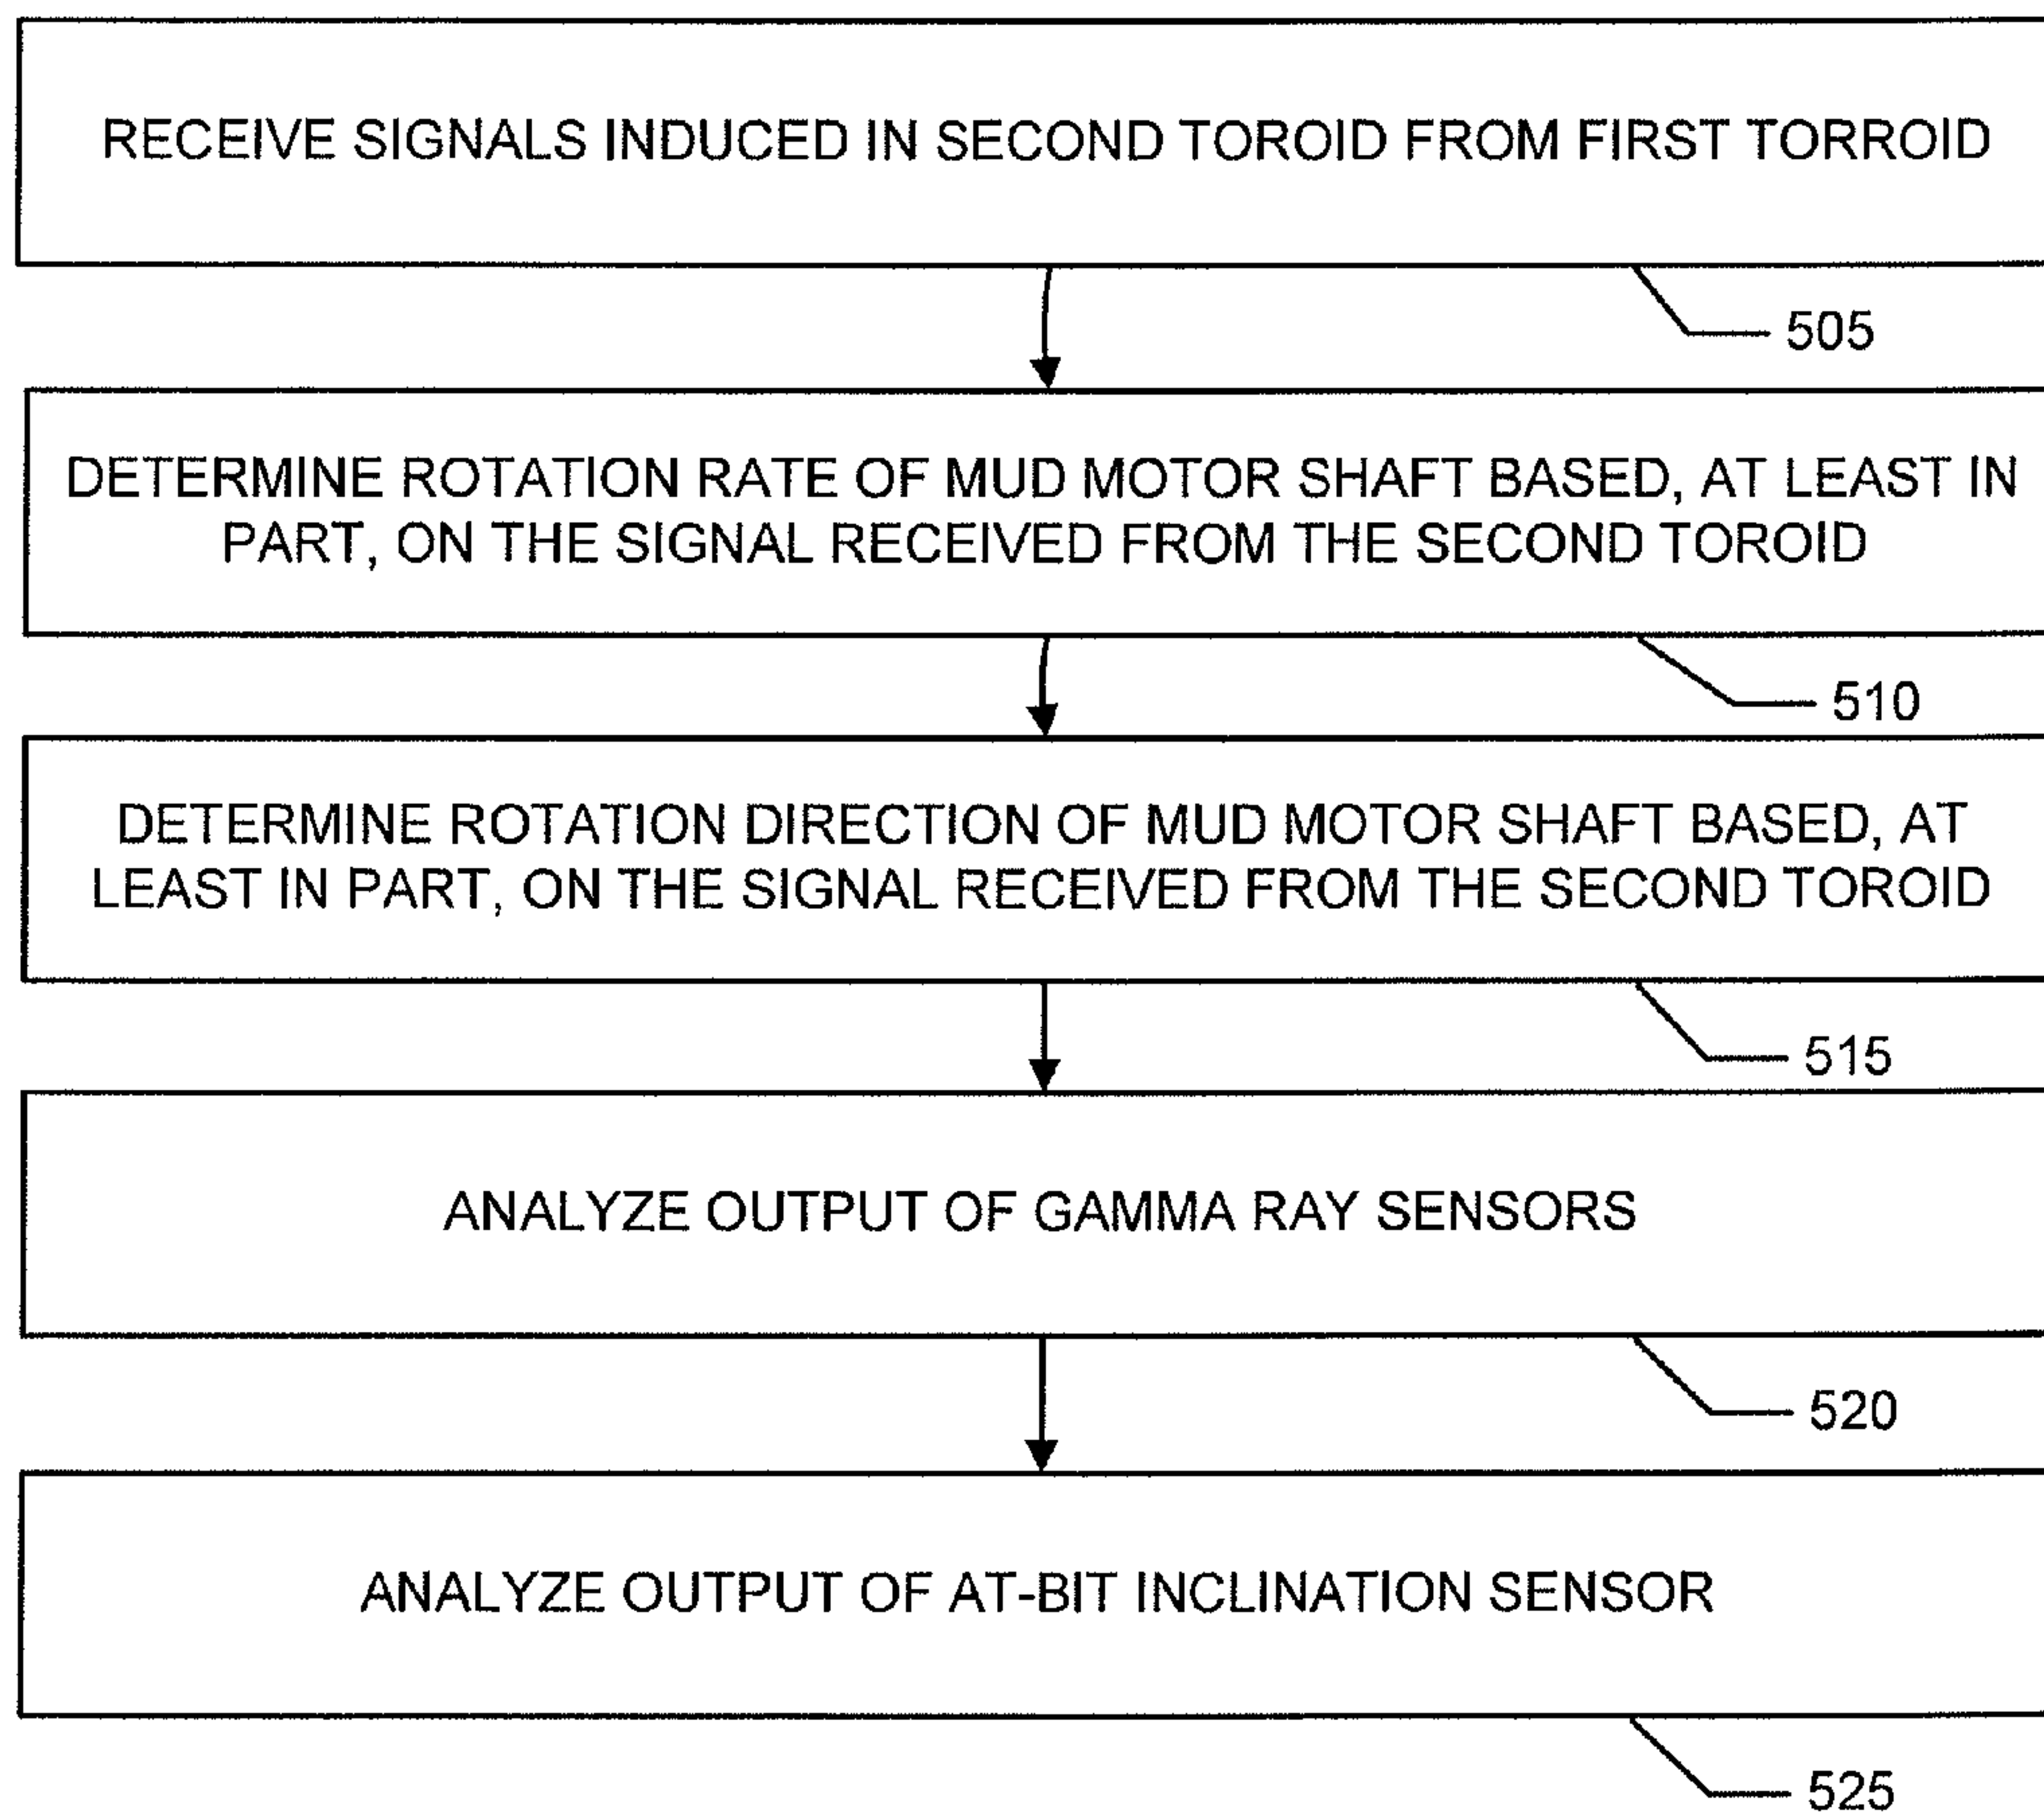 RECEIVE SIGNALS INDUCED IN SECOND TOROID FROM FIRST TORROID
505
DETERMINE ROTATION RATE OF MUD MOTOR SHAFT BASED, AT LEAST IN
PART, ON THE SIGNAL RECEIVED FROM THE SECOND TOROID
510
DETERMINE ROTATION DIRECTION OF MUD MOTOR SHAFT BASED, AT
LEAST IN PART, ON THE SIGNAL RECEIVED FROM THE SECOND TOROID
515
ANALYZE OUTPUT OF GAMMA RAY SENSORS
520
ANALYZE OUTPUT OF AT-BIT INCLINATION SENSOR
525